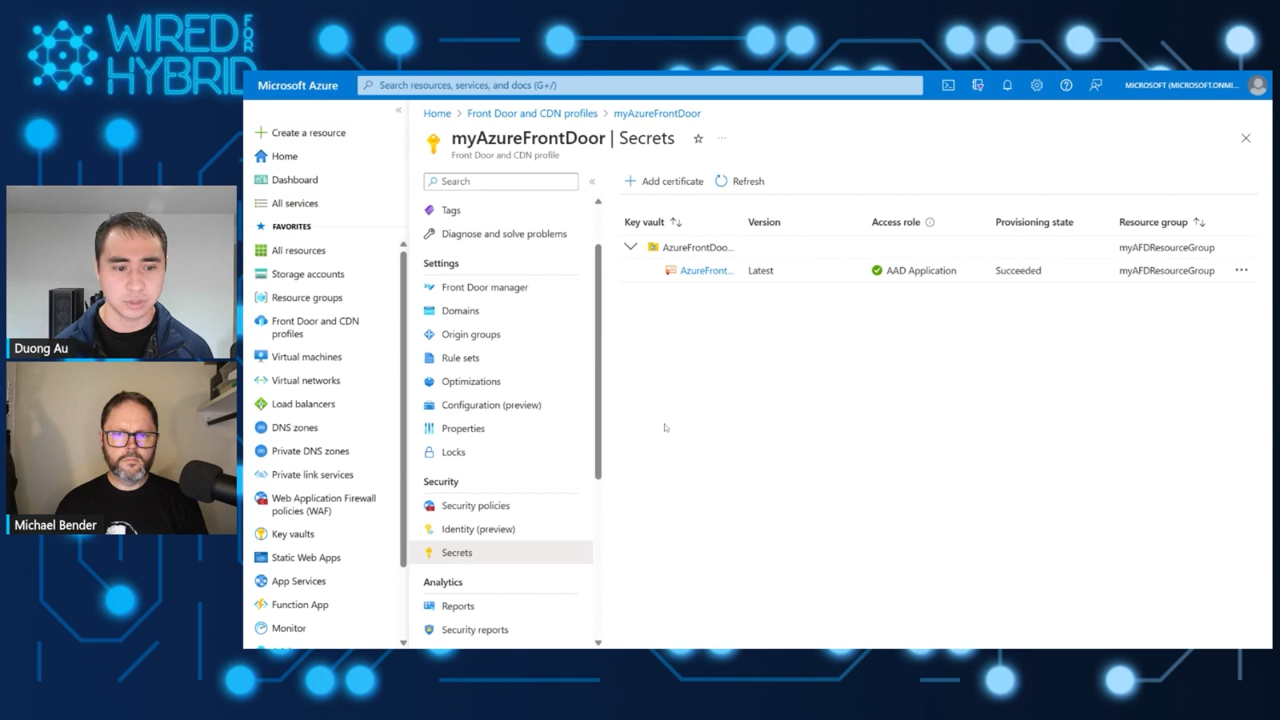 WIRED FOR
HYBRID
Microsoft Azure
Search resources, services, and docs (G+/)
MICROSOFT (MICROSOFT.ONMI...
Create a resource
Home
Dashboard
All services
FAVORITES
All resources
Storage accounts
Resource groups
Front Door and CDN
profiles
Virtual machines
Virtual networks
Load balancers
DNS zones
Private DNS zones
Private link services
Web Application Firewall
policies (WAF)
Key vaults
Static Web Apps
App Services
Function App
Monitor
Home > Front Door and CDN profiles > myAzureFrontDoor
myAzureFrontDoor | Secrets
Front Door and CDN profile
Search
Tags
Diagnose and solve problems
Settings
Front Door manager
Domains
Origin groups
Rule sets
Optimizations
Configuration (preview)
Properties
Locks
Security
Security policies
Identity (preview)
Secrets
Analytics
Reports
Security reports
Add certificate Refresh
Key vault Version Access role Provisioning state Resource group
AzureFrontDoo... myAFDResourceGroup
AzureFront... Latest AAD Application Succeeded myAFDResourceGroup
Duong Au
Michael Bender